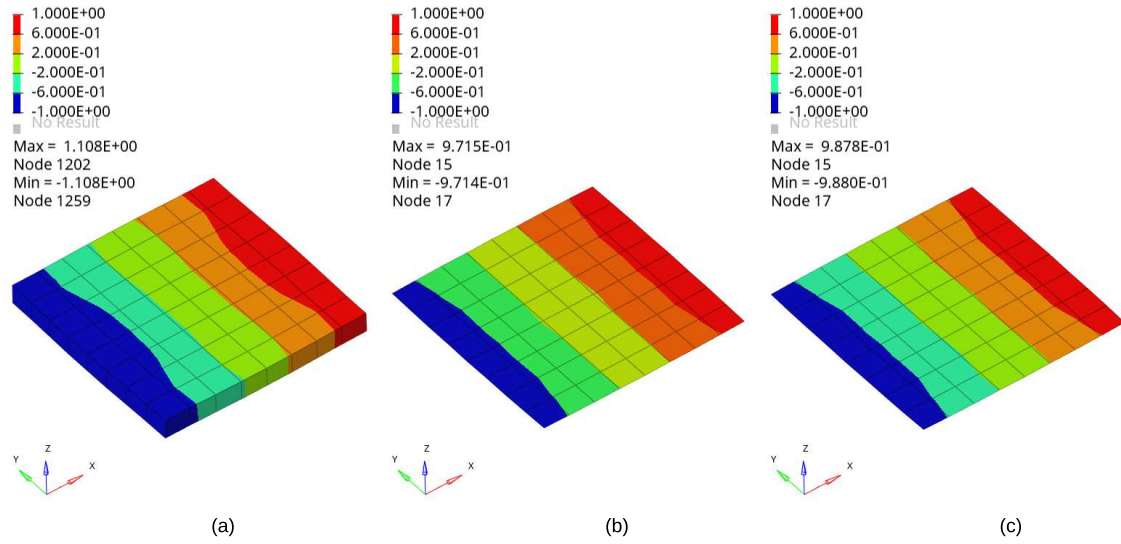 1.000E+00
6.000E-01
2.000E-01
-2.000E-01
-6.000E-01
-1.000E+00
No Result
Max = 1.108E+00
Node 1202
Min = -1.108E+00
Node 1259
Y Z X
(a)
1.000E+00
6.000E-01
2.000E-01
-2.000E-01
-6.000E-01
-1.000E+00
No Result
Max = 9.715E-01
Node 15
Min = -9.714E-01
Node 17
Y Z X
(b)
1.000E+00
6.000E-01
2.000E-01
-2.000E-01
-6.000E-01
-1.000E+00
No Result
Max = 9.878E-01
Node 15
Min = -9.880E-01
Node 17
Y Z X
(c)